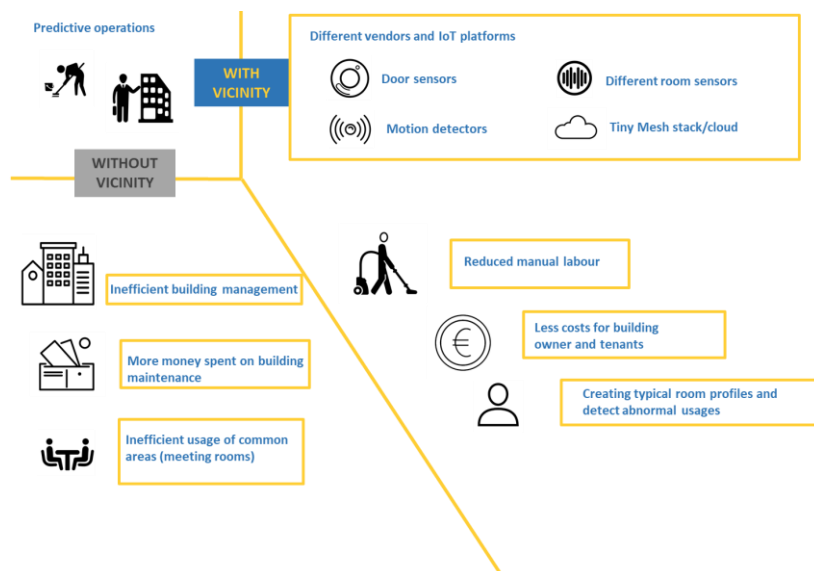 Predictive operations
WITH
VICINITY
Different vendors and IoT platforms
Door sensors
Different room sensors
Motion detectors
Tiny Mesh stack/cloud
WITHOUT
VICINITY
Inefficient building management
More money spent on building
maintenance
Inefficient usage of common
areas (meeting rooms)
Reduced manual labour
€
Less costs for building
owner and tenants
Creating typical room profiles and
detect abnormal usages